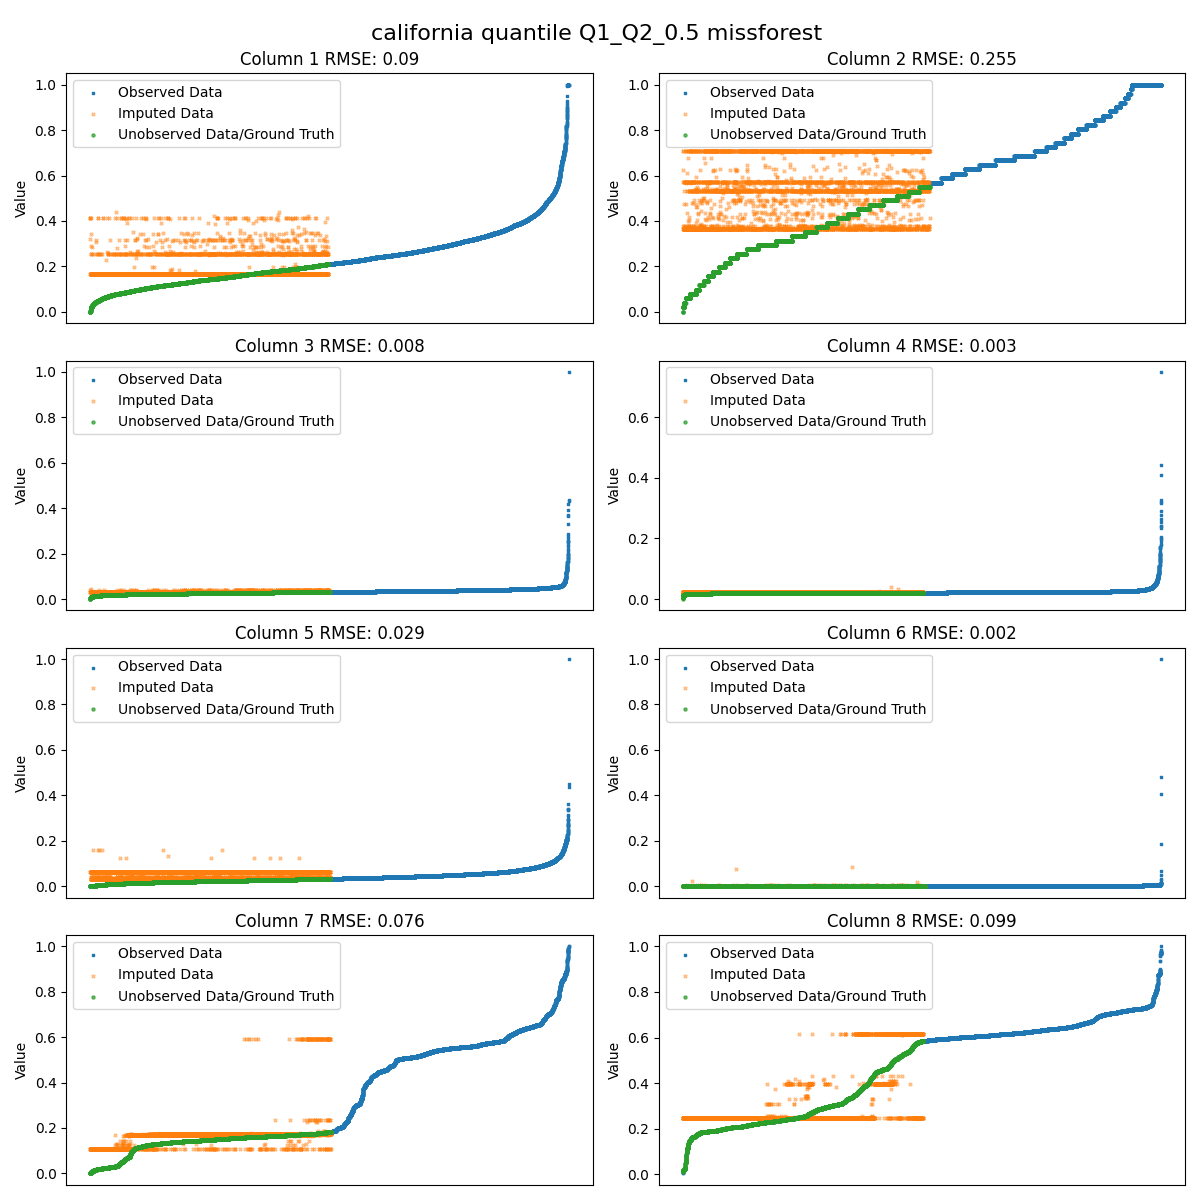 california quantile Q1_Q2_0.5 missforest
Column 1 RMSE: 0.09
Value
1.0
0.8
0.6
0.4
0.2
0.0
Observed Data
Imputed Data
Unobserved Data/Ground Truth
Column 2 RMSE: 0.255
Value
1.0
0.8
0.6
0.4
0.2
0.0
Observed Data
Imputed Data
Unobserved Data/Ground Truth
Column 3 RMSE: 0.008
Value
1.0
0.8
0.6
0.4
0.2
0.0
Observed Data
Imputed Data
Unobserved Data/Ground Truth
Column 4 RMSE: 0.003
Value
0.6
0.4
0.2
0.0
Observed Data
Imputed Data
Unobserved Data/Ground Truth
Column 5 RMSE: 0.029
Value
1.0
0.8
0.6
0.4
0.2
0.0
Observed Data
Imputed Data
Unobserved Data/Ground Truth
Column 6 RMSE: 0.002
Value
1.0
0.8
0.6
0.4
0.2
0.0
Observed Data
Imputed Data
Unobserved Data/Ground Truth
Column 7 RMSE: 0.076
Value
1.0
0.8
0.6
0.4
0.2
0.0
Observed Data
Imputed Data
Unobserved Data/Ground Truth
Column 8 RMSE: 0.099
Value
1.0
0.8
0.6
0.4
0.2
0.0
Observed Data
Imputed Data
Unobserved Data/Ground Truth